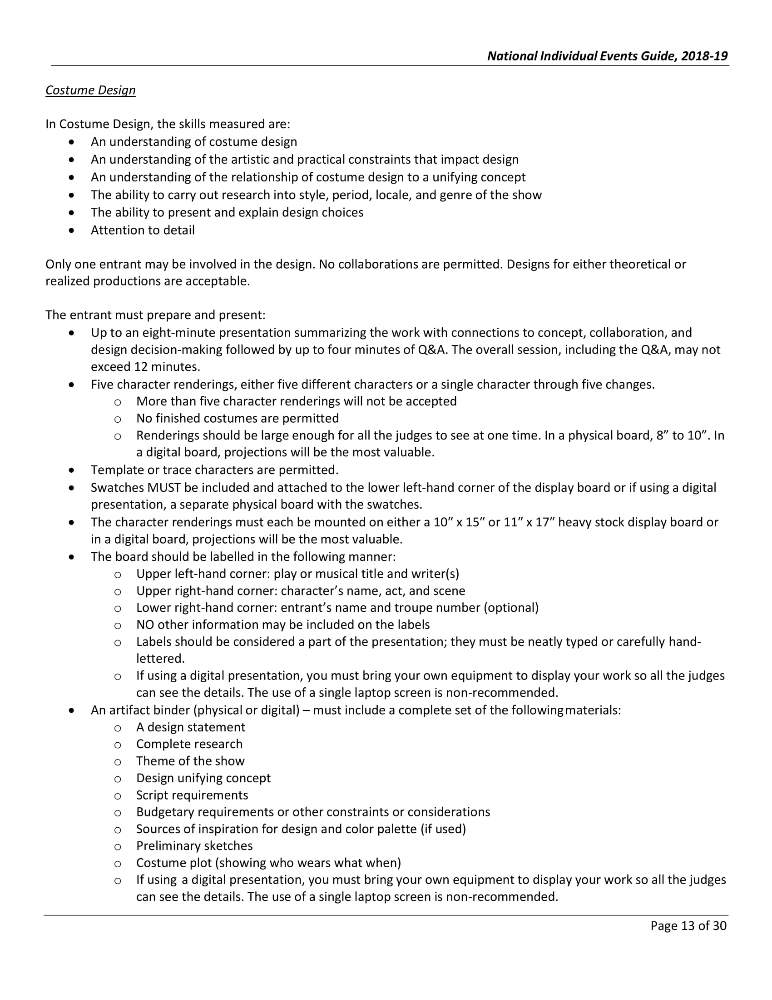 National Individual Events Guide, 2018-19
Costume Design
In Costume Design, the skills measured are:
• An understanding of costume design
• An understanding of the artistic and practical constraints that impact design
• An understanding of the relationship of costume design to a unifying concept
• The ability to carry out research into style, period, locale, and genre of the show
• The ability to present and explain design choices
• Attention to detail
Only one entrant may be involved in the design. No collaborations are permitted. Designs for either theoretical or
realized productions are acceptable.
The entrant must prepare and present:
• Up to an eight-minute presentation summarizing the work with connections to concept, collaboration, and
design decision-making followed by up to four minutes of Q&A. The overall session, including the Q&A, may not
exceed 12 minutes.
• Five character renderings, either five different characters or a single character through five changes.
o More than five character renderings will not be accepted
o No finished costumes are permitted
o Renderings should be large enough for all the judges to see at one time. In a physical board, 8” to 10”. In
a digital board, projections will be the most valuable.
• Template or trace characters are permitted.
• Swatches MUST be included and attached to the lower left-hand corner of the display board or if using a digital
presentation, a separate physical board with the swatches.
• The character renderings must each be mounted on either a 10” x 15” or 11” x 17” heavy stock display board or
in a digital board, projections will be the most valuable.
• The board should be labelled in the following manner:
o Upper left-hand corner: play or musical title and writer(s)
o Upper right-hand corner: character’s name, act, and scene
o Lower right-hand corner: entrant’s name and troupe number (optional)
o NO other information may be included on the labels
o Labels should be considered a part of the presentation; they must be neatly typed or carefully hand-
lettered.
o If using a digital presentation, you must bring your own equipment to display your work so all the judges
can see the details. The use of a single laptop screen is non-recommended.
• An artifact binder (physical or digital) – must include a complete set of the following materials:
o A design statement
o Complete research
o Theme of the show
o Design unifying concept
o Script requirements
o Budgetary requirements or other constraints or considerations
o Sources of inspiration for design and color palette (if used)
o Preliminary sketches
o Costume plot (showing who wears what when)
o If using a digital presentation, you must bring your own equipment to display your work so all the judges
can see the details. The use of a single laptop screen is non-recommended.
Page 13 of 30